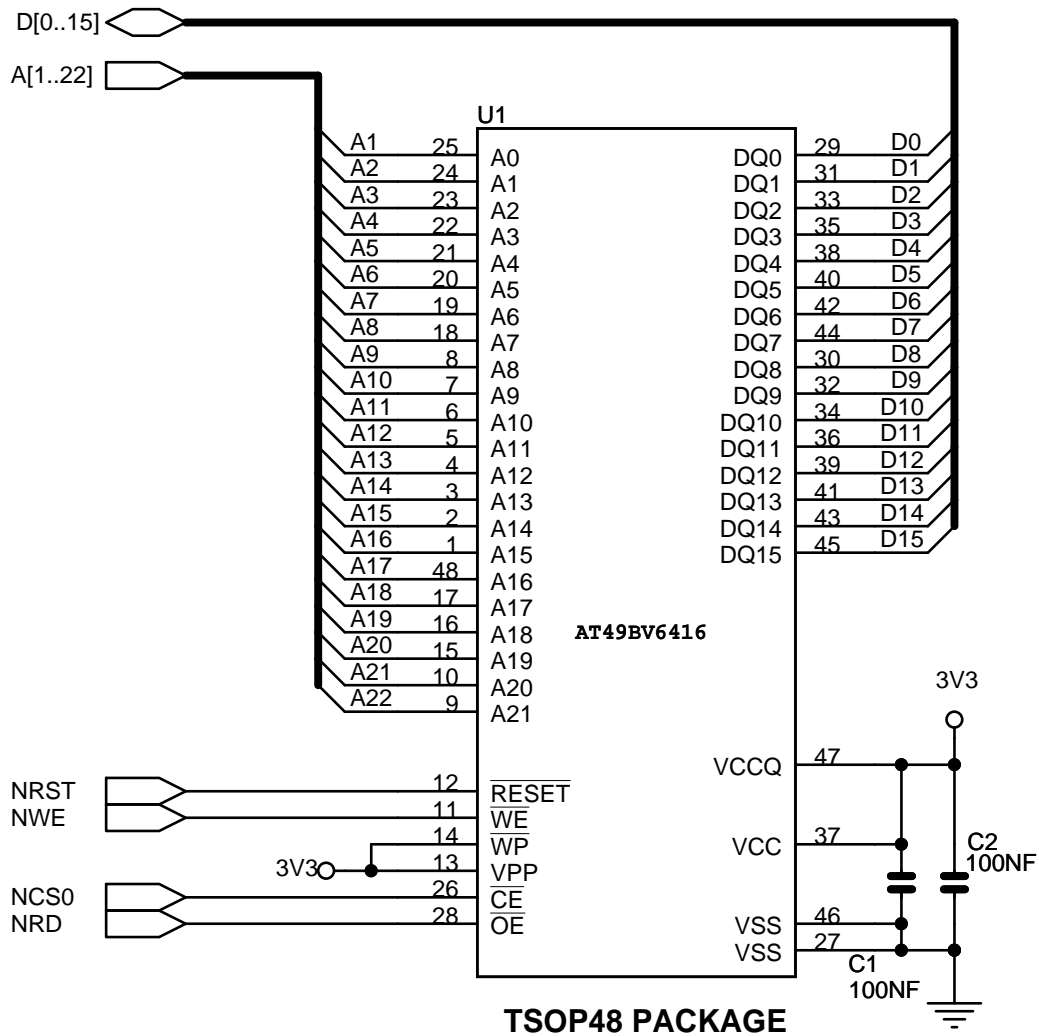 D[0..15]
A[1..22]
U1
A1 25 A0 DQ0 29 D0
A2 24 A1 DQ1 31 D1
A3 23 A2 DQ2 33 D2
A4 22 A3 DQ3 35 D3
A5 21 A4 DQ4 38 D4
A6 20 A5 DQ5 40 D5
A7 19 A6 DQ6 42 D6
A8 18 A7 DQ7 44 D7
A9 8 A8 DQ8 30 D8
A10 7 A9 DQ9 32 D9
A11 6 A10 DQ10 34 D10
A12 5 A11 DQ11 36 D11
A13 4 A12 DQ12 39 D12
A14 3 A13 DQ13 41 D13
A15 2 A14 DQ14 43 D14
A16 1 A15 DQ15 45 D15
A17 48 A16
A18 17 A17
A19 16 A18
AT49BV6416
A20 15 A19
A21 10 A20
A22 9 A21
3V3
VCCQ 47
NRST 12 RESET
NWE 11 WE
14 WP
VCC 37
C2
100NF
3V3 13 VPP
NCS0 26 CE
NRD 28 OE
VSS 46
VSS 27
C1
100NF
TSOP48 PACKAGE